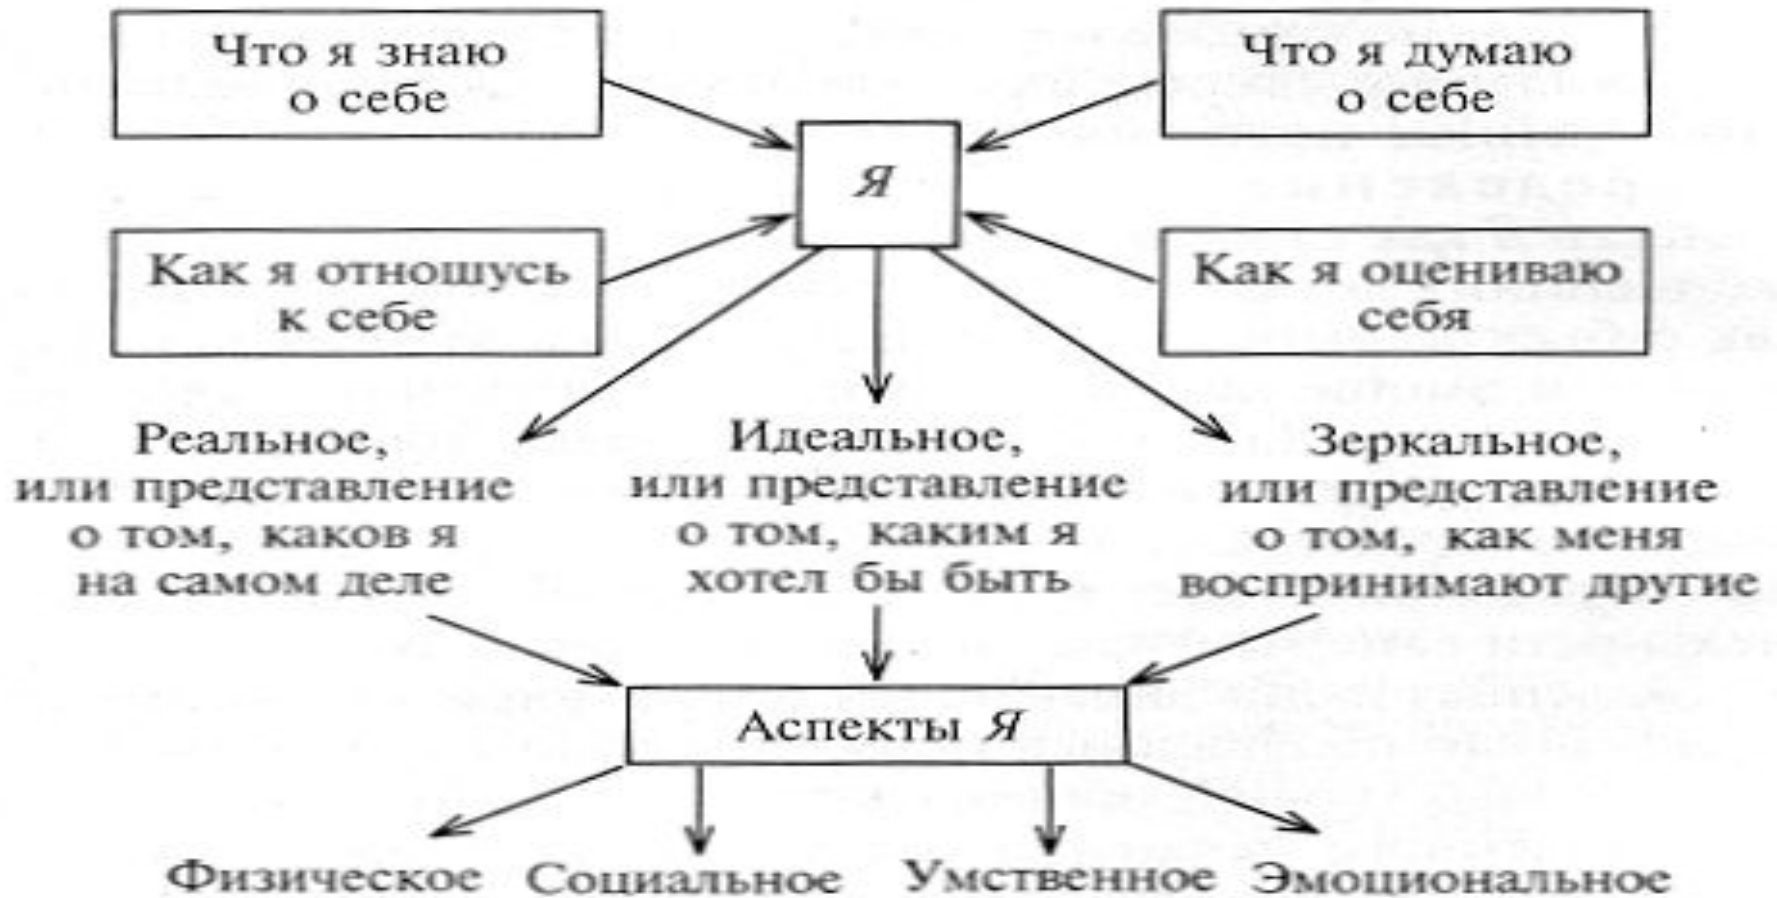 Что я знаю
о себе
Что я думаю
о себе
Я
Как я отношусь
к себе
Как я оцениваю
себя
Реальное,
или представление
о том, каков я
на самом деле
Идеальное,
или представление
о том, каким я
хотел бы быть
Зеркальное,
или представление
о том, как меня
воспринимают другие
Аспекты Я
Физическое
Социальное
Умственное
Эмоциональное